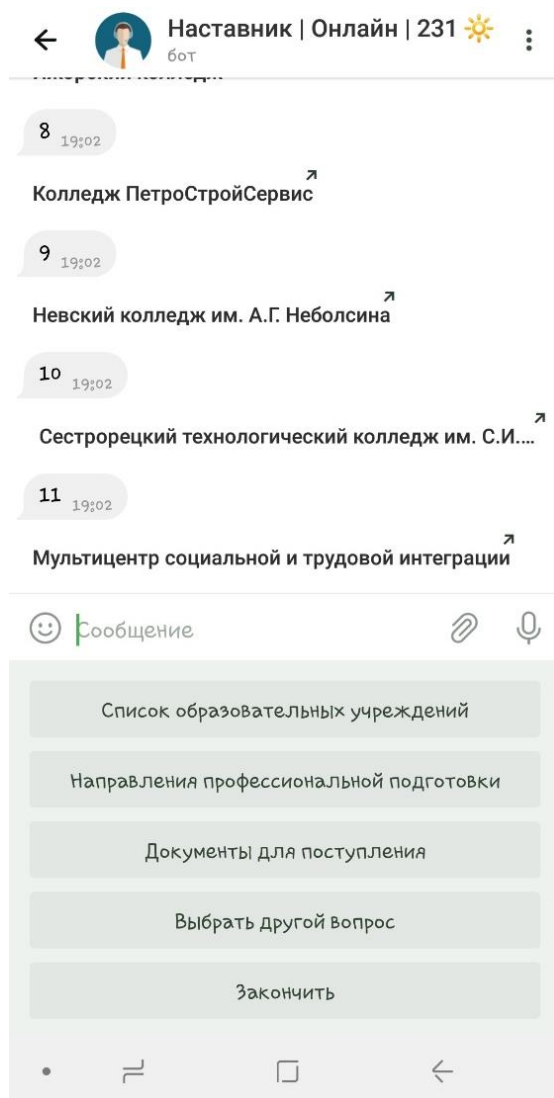 Наставник | Онлайн | 231
бот
8 19:02
Колледж ПетроСтройСервис
9 19:02
Невский колледж им. А.Г. Неболсина
10 19:02
Сестрорецкий технологический колледж им. С.И....
11 19:02
Мультицентр социальной и трудовой интеграции
Сообщение
Список образовательных учреждений
Направления профессиональной подготовки
Документы для поступления
Выбрать другой вопрос
Закончить